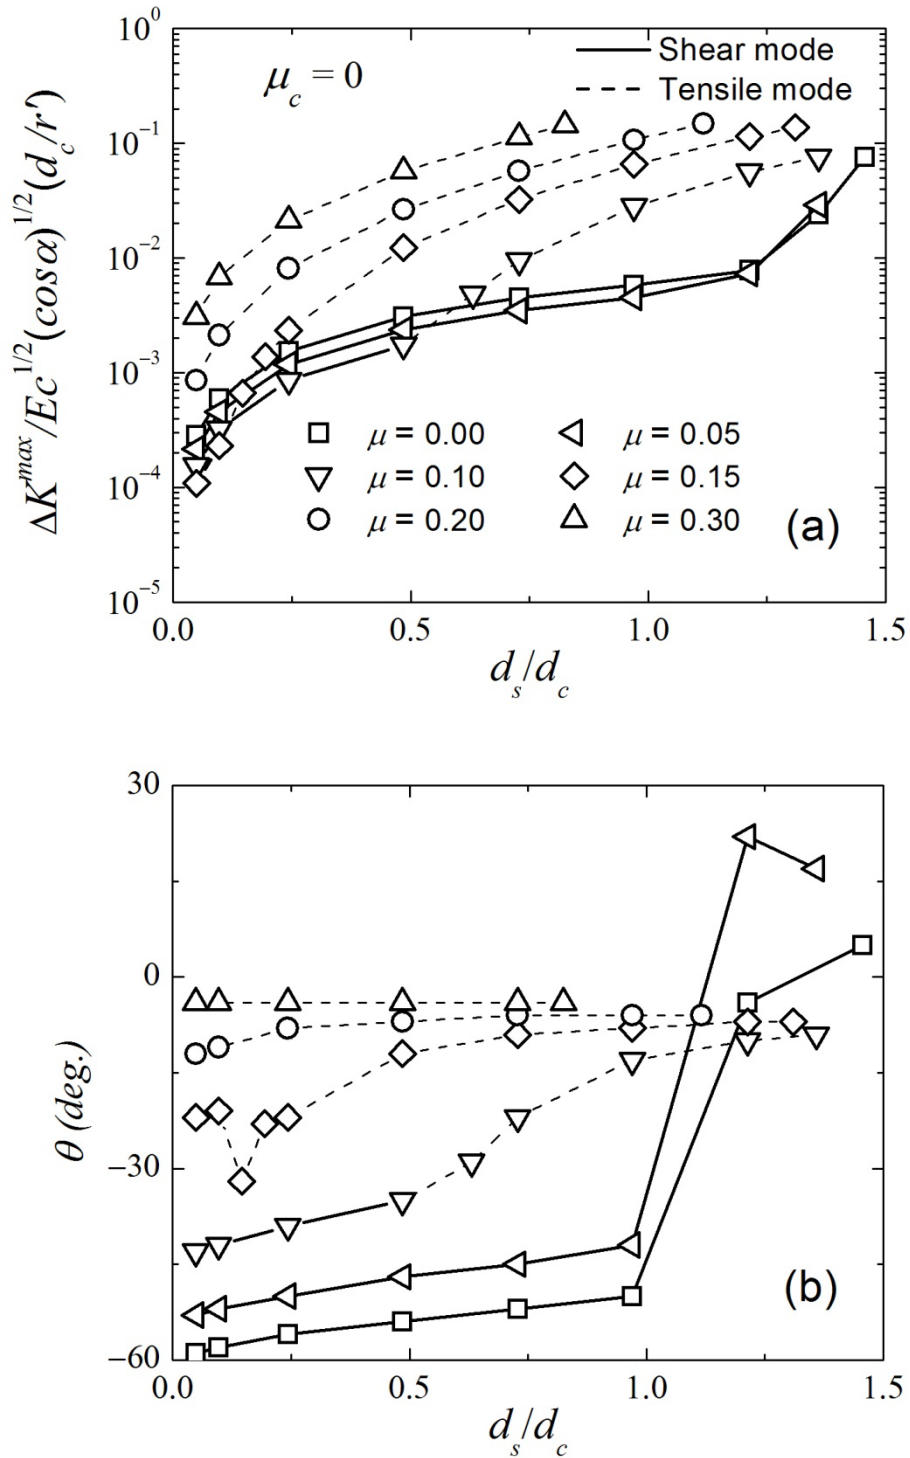 10^0
10^-1
10^-2
10^-3
10^-4
10^-5
ΔK^max/Ec^1/2(cosα)^1/2(d_c/r')
μ_c = 0
Shear mode
Tensile mode
μ = 0.00
μ = 0.05
μ = 0.10
μ = 0.15
μ = 0.20
μ = 0.30
(a)
0.0 0.5 1.0 1.5
d_s/d_c
30
0
−30
−60
θ (deg.)
(b)
0.0 0.5 1.0 1.5
d_s/d_c